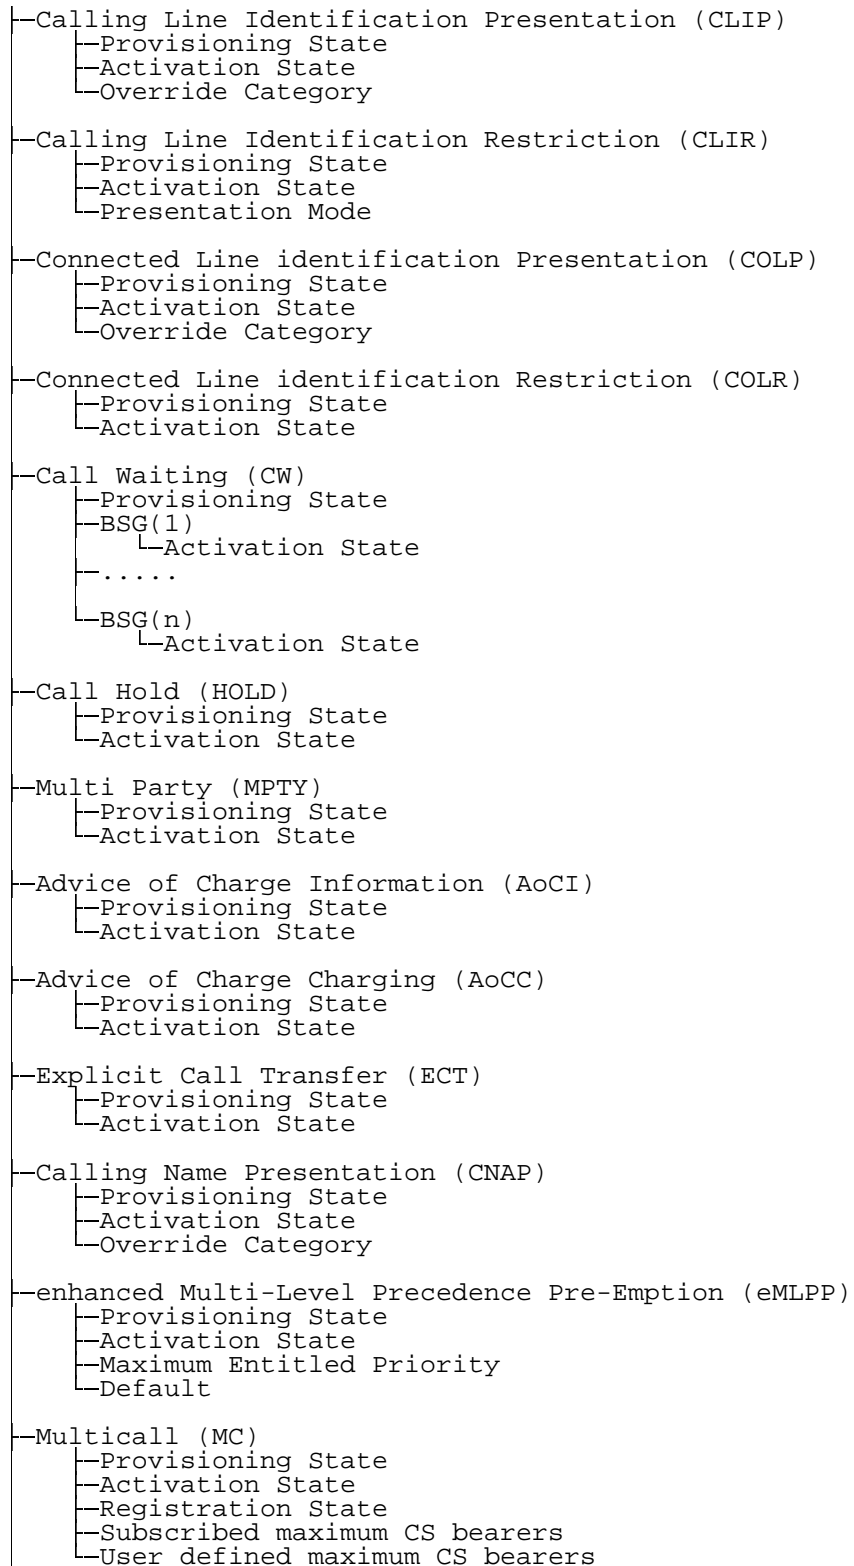 Calling Line Identification Presentation (CLIP)
Provisioning State
Activation State
Override Category
Calling Line Identification Restriction (CLIR)
Provisioning State
Activation State
Presentation Mode
Connected Line identification Presentation (COLP)
Provisioning State
Activation State
Override Category
Connected Line identification Restriction (COLR)
Provisioning State
Activation State
Call Waiting (CW)
Provisioning State
BSG(1)
Activation State
.....
BSG(n)
Activation State
Call Hold (HOLD)
Provisioning State
Activation State
Multi Party (MPTY)
Provisioning State
Activation State
Advice of Charge Information (AoCI)
Provisioning State
Activation State
Advice of Charge Charging (AoCC)
Provisioning State
Activation State
Explicit Call Transfer (ECT)
Provisioning State
Activation State
Calling Name Presentation (CNAP)
Provisioning State
Activation State
Override Category
enhanced Multi-Level Precedence Pre-Emption (eMLPP)
Provisioning State
Activation State
Maximum Entitled Priority
Default
Multicall (MC)
Provisioning State
Activation State
Registration State
Subscribed maximum CS bearers
User defined maximum CS bearers